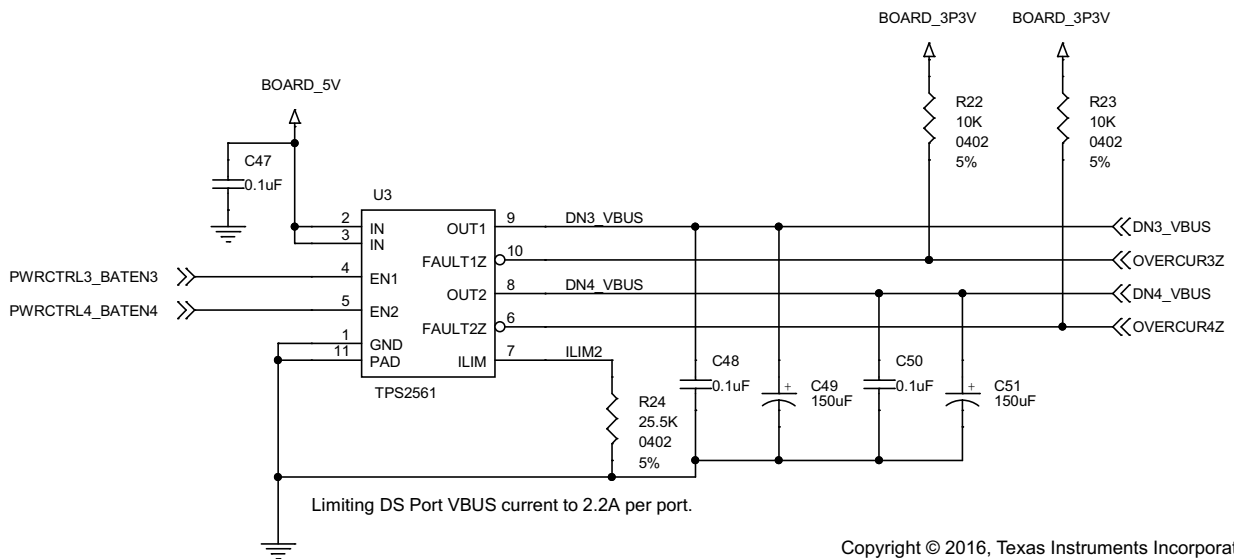 BOARD_3P3V
BOARD_3P3V
BOARD_5V
R22
10K
0402
5%
R23
10K
0402
5%
C47
0.1uF
U3
2
IN
3
IN
OUT1
9
DN3_VBUS
DN3_VBUS
FAULT1Z
10
OVERCUR3Z
PWRCTRL3_BATEN3
4
EN1
OUT2
8
DN4_VBUS
DN4_VBUS
PWRCTRL4_BATEN4
5
EN2
FAULT2Z
6
OVERCUR4Z
1
GND
11
PAD
ILIM
7
ILIM2
TPS2561
C48
0.1uF
C49
150uF
C50
0.1uF
C51
150uF
+
+
R24
25.5K
0402
5%
Limiting DS Port VBUS current to 2.2A per port.
Copyright © 2016, Texas Instruments Incorporat